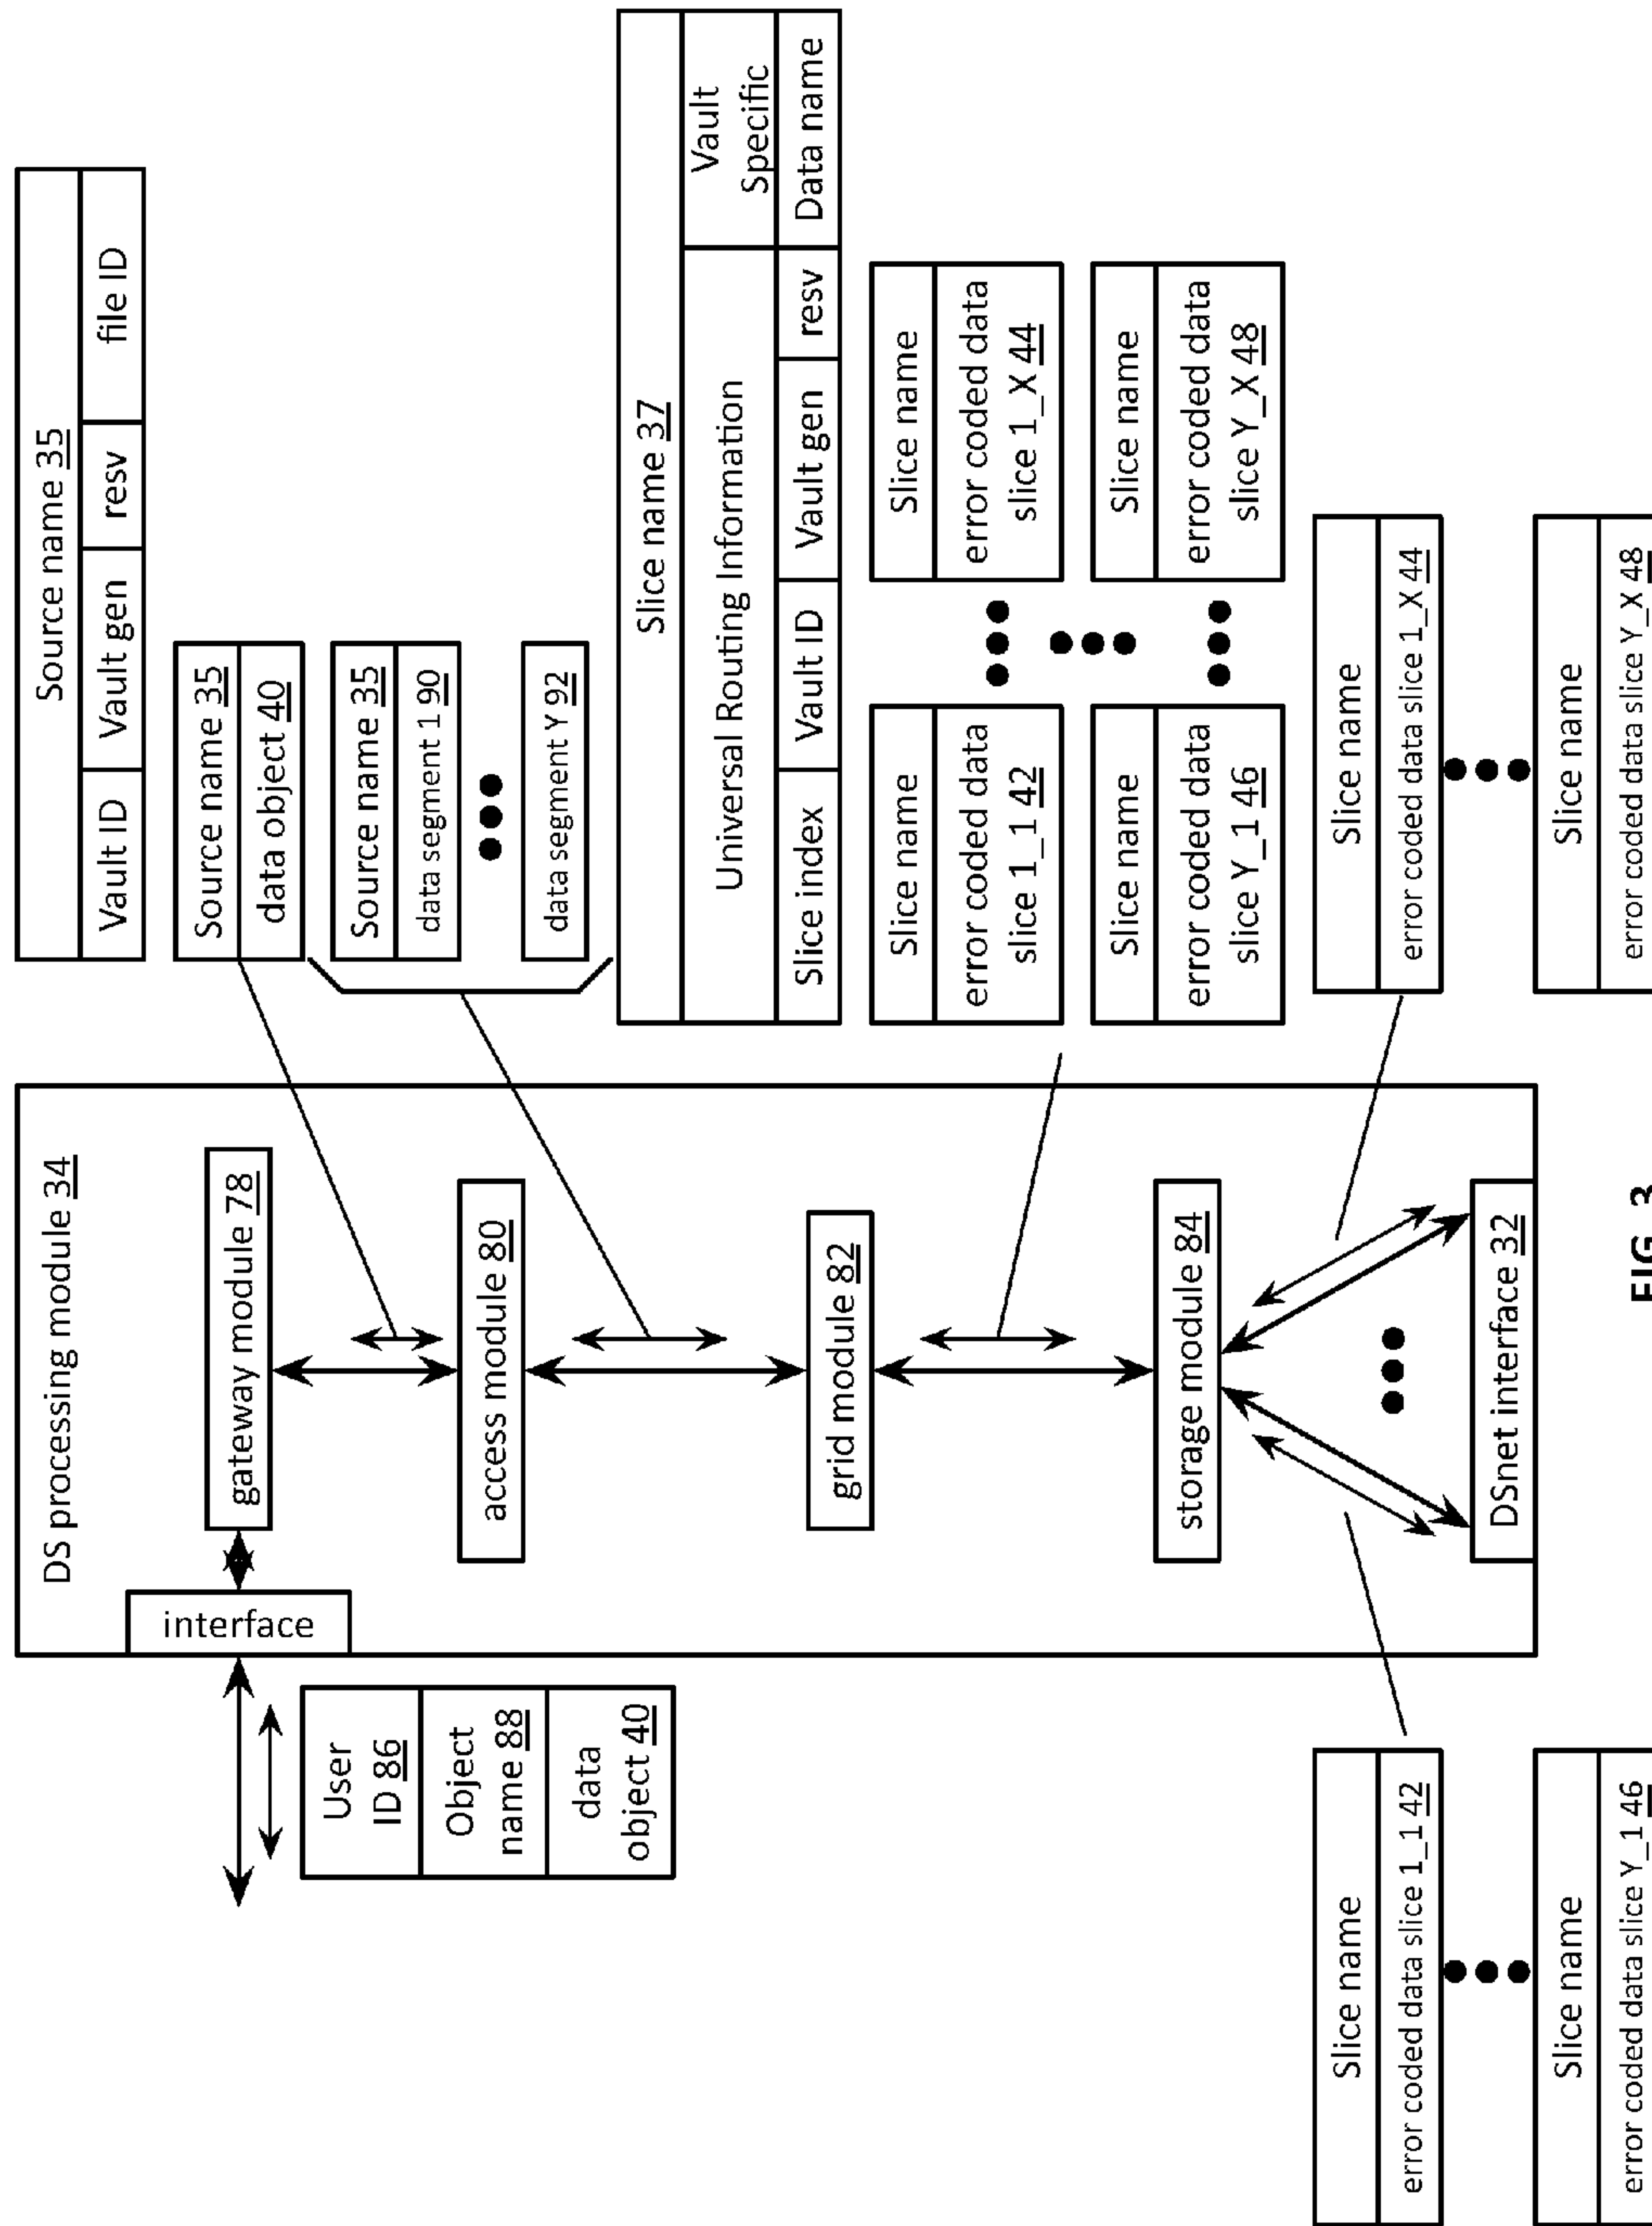 DS processing module 34
interface
gateway module 78
access module 80
grid module 82
storage module 84
DSnet interface 32
User
ID 86
Object
name 88
data
object 40
Source name 35
Vault ID
Vault gen
resv
file ID
Source name 35
data object 40
Source name 35
data segment 1 90
data segment Y 92
Slice name 37
Universal Routing Information
Vault
Specific
Slice index
Vault ID
Vault gen
resv
Data name
Slice name
error coded data
slice 1_1 42
Slice name
error coded data
slice 1_X 44
Slice name
error coded data
slice Y_1 46
Slice name
error coded data
slice Y_X 48
Slice name
error coded data slice 1_1 42
Slice name
error coded data slice Y_1 46
Slice name
error coded data slice 1_X 44
Slice name
error coded data slice Y_X 48
FIG. 3